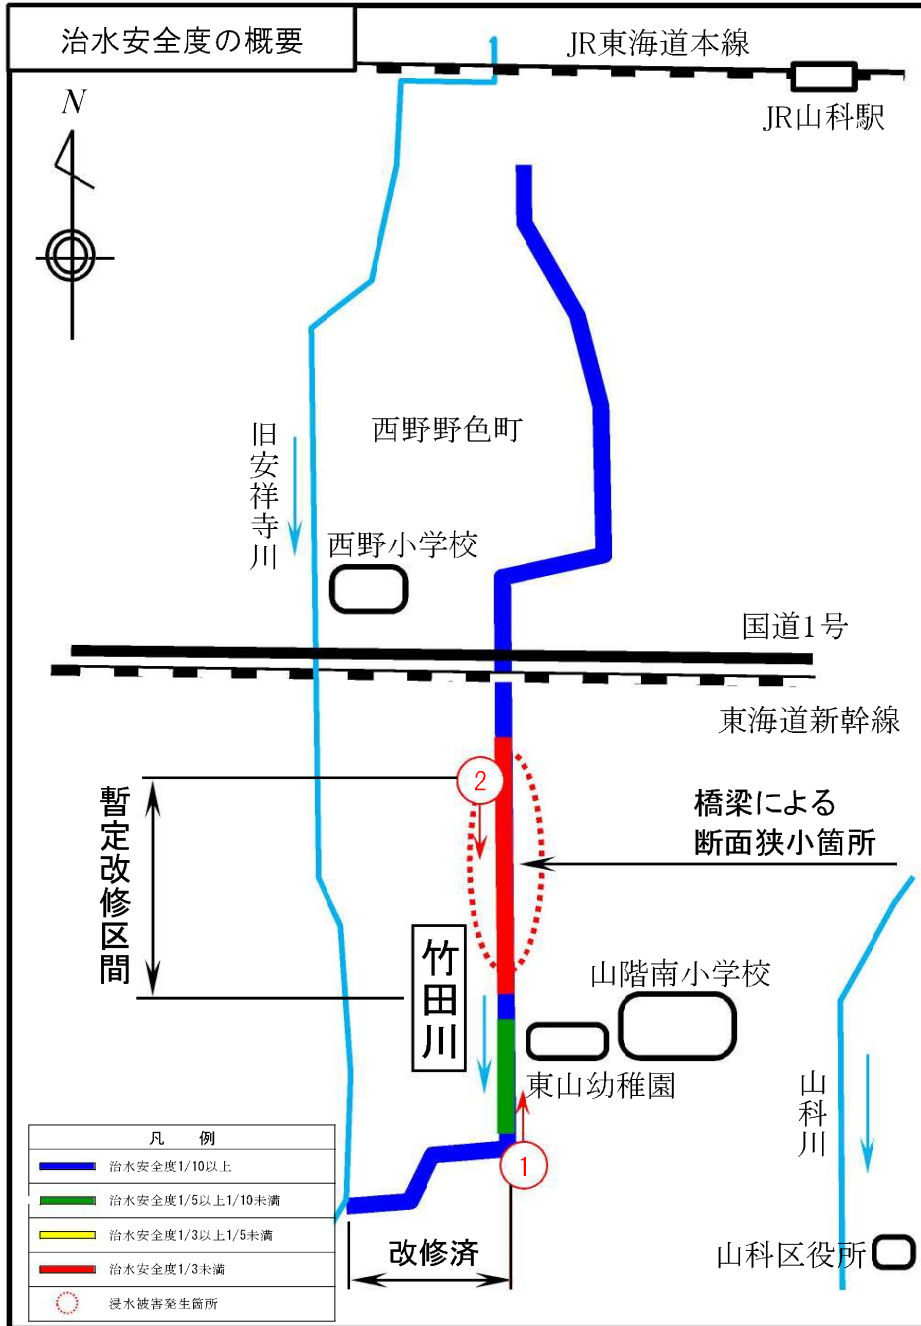 治水安全度の概要
JR東海道本線
JR山科駅
N
旧安祥寺川
西野野色町
西野小学校
国道1号
東海道新幹線
2
暫定改修区間
橋梁による
断面狭小箇所
竹田川
山階南小学校
東山幼稚園
山科川
1
改修済
山科区役所
凡 例
治水安全度1/10以上
治水安全度1/5以上1/10未満
治水安全度1/3以上1/5未満
治水安全度1/3未満
浸水被害発生箇所